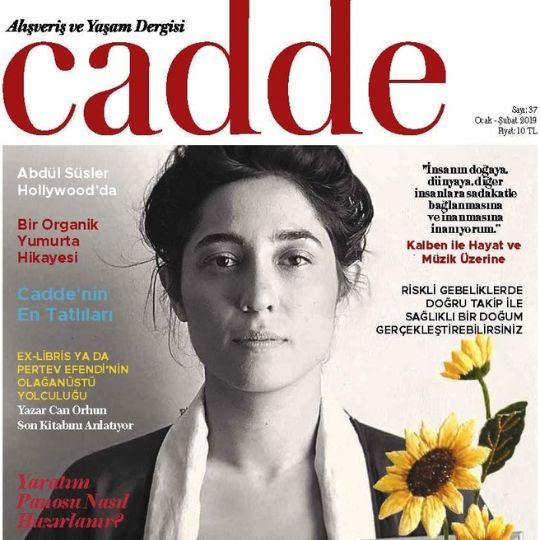 Alışveriş ve Yaşam Dergisi
cadde
Sayı: 37
Ocak - Şubat 2019
Fiyat: 10 TL
Abdül Süsler
Hollywood'da
Bir Organik
Yumurta
Hikayesi
Cadde'nin
En Tatlıları
EX-LİBRİS YA DA
PERTEV EFENDİ'NİN
OLAĞANÜSTÜ
YOLCULUĞU
Yazar Can Orhun
Son Kitabını Anlatıyor
Yaratım
Panosu Nasıl
Hazırlanır?
"İnsanın doğaya,
dünyaya, diğer
insanlara sadakatle
bağlanmasına
ve inanmasına
inanıyorum."
Kalben ile Hayat ve
Müzik Üzerine
RİSKLİ GEBELİKLERDE
DOĞRU TAKİP İLE
SAĞLIKLI BİR DOĞUM
GERÇEKLEŞTİREBİLİRSİNİZ